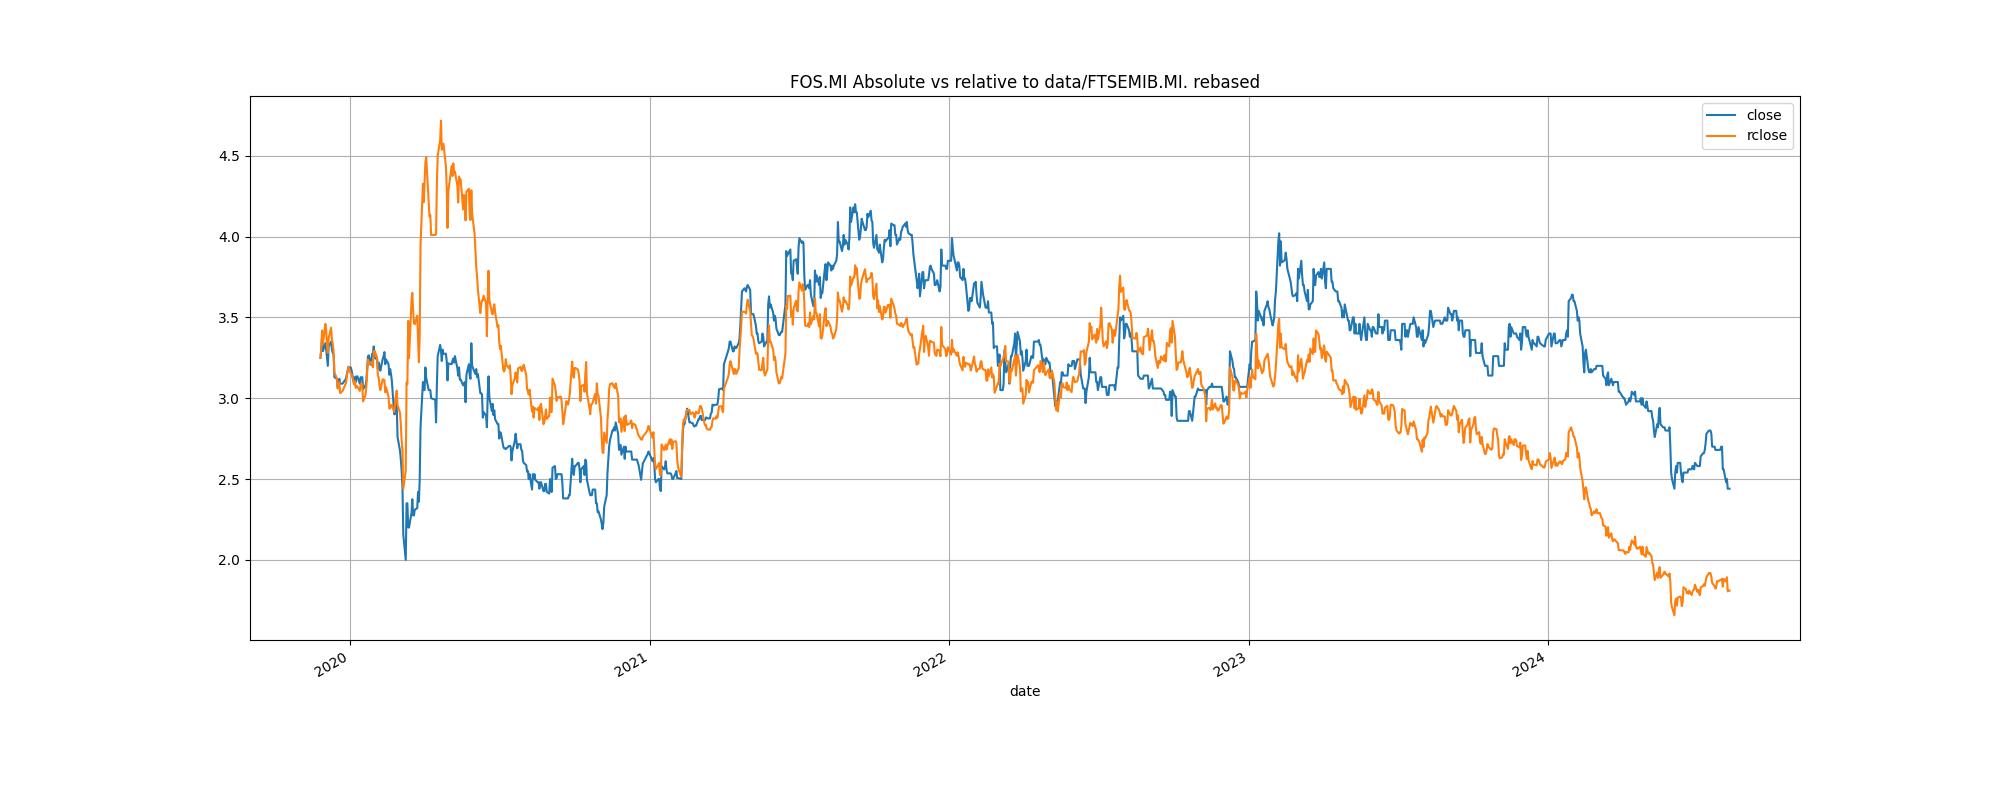 FOS.MI Absolute vs relative to data/FTSEMIB.MI. rebased
close
rclose
4.5
4.0
3.5
3.0
2.5
2.0
2020
2021
2022
2023
2024
date